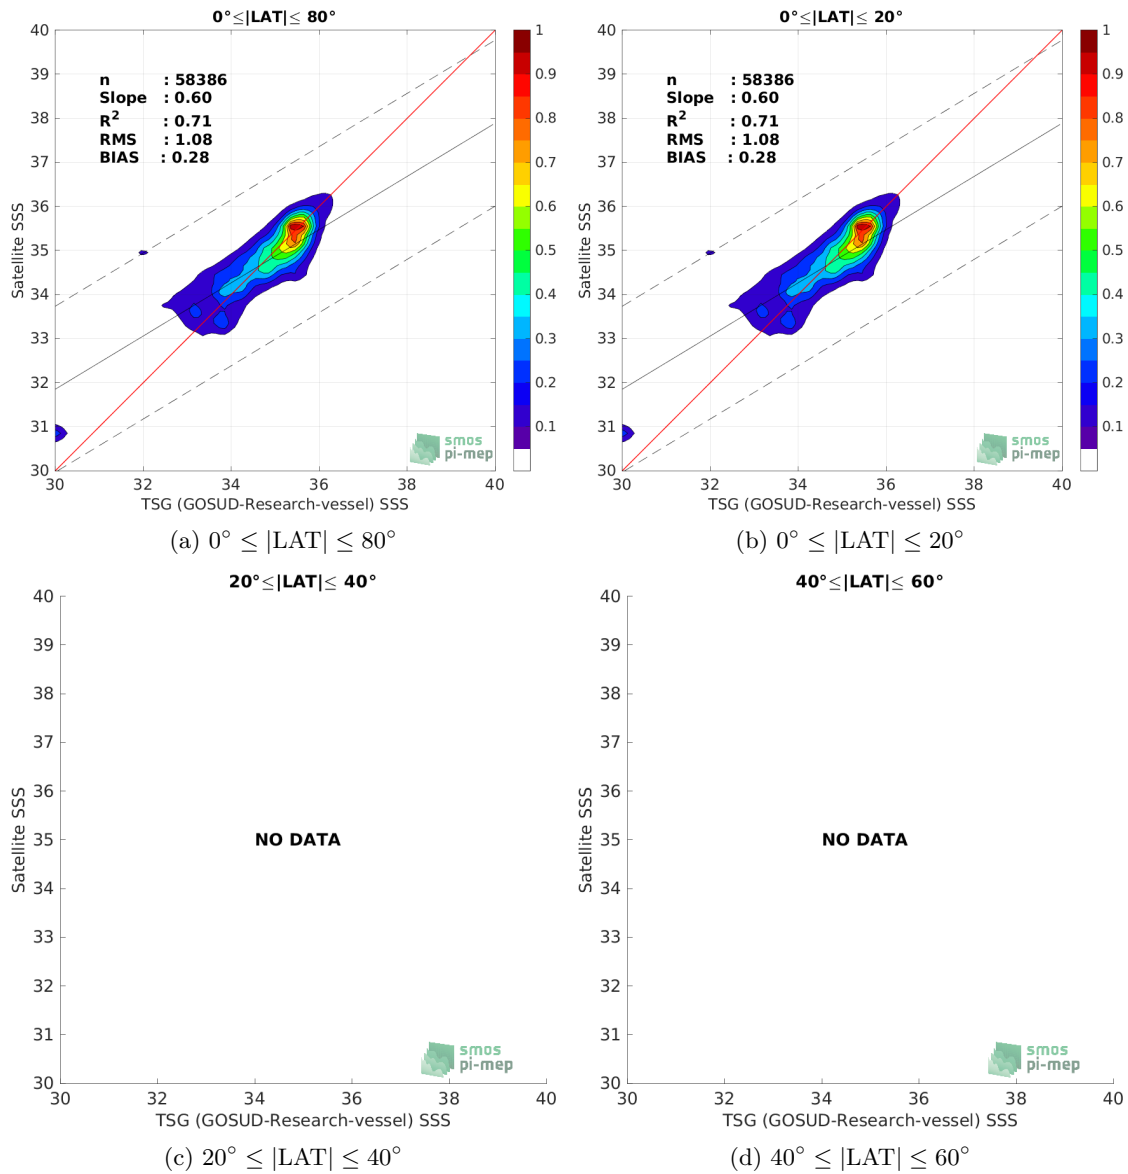 0°≤|LAT|≤ 80°
n : 58386
Slope : 0.60
R² : 0.71
RMS : 1.08
BIAS : 0.28
40
39
38
37
36
35
34
33
32
31
30
Satellite SSS
30
32
34
36
38
40
TSG (GOSUD-Research-vessel) SSS
1
0.9
0.8
0.7
0.6
0.5
0.4
0.3
0.2
0.1
smos
pi-mep
(a) 0° ≤ |LAT| ≤ 80°
0°≤|LAT|≤ 20°
n : 58386
Slope : 0.60
R² : 0.71
RMS : 1.08
BIAS : 0.28
40
39
38
37
36
35
34
33
32
31
30
Satellite SSS
30
32
34
36
38
40
TSG (GOSUD-Research-vessel) SSS
1
0.9
0.8
0.7
0.6
0.5
0.4
0.3
0.2
0.1
smos
pi-mep
(b) 0° ≤ |LAT| ≤ 20°
20°≤|LAT|≤ 40°
40
39
38
37
36
35
34
33
32
31
30
Satellite SSS
NO DATA
30
32
34
36
38
40
TSG (GOSUD-Research-vessel) SSS
smos
pi-mep
(c) 20° ≤ |LAT| ≤ 40°
40°≤|LAT|≤ 60°
40
39
38
37
36
35
34
33
32
31
30
Satellite SSS
NO DATA
30
32
34
36
38
40
TSG (GOSUD-Research-vessel) SSS
smos
pi-mep
(d) 40° ≤ |LAT| ≤ 60°